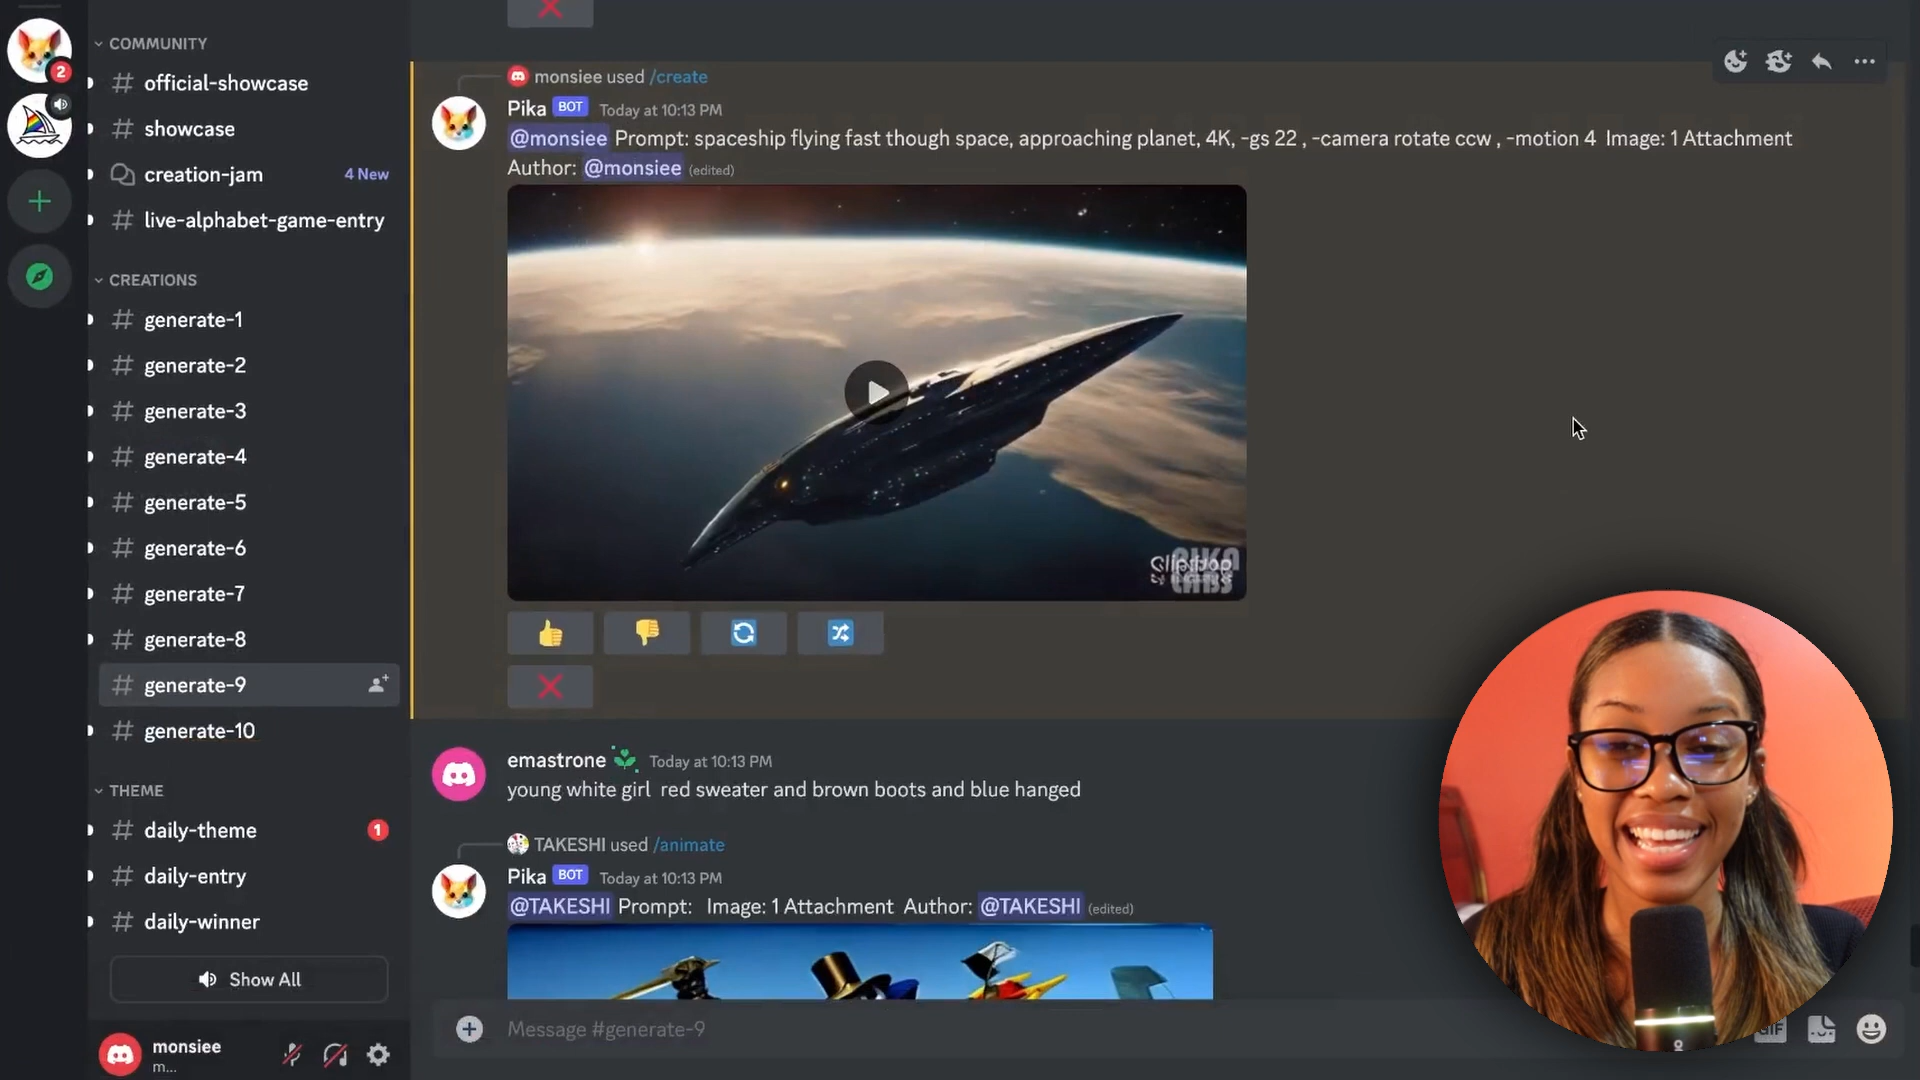 2
COMMUNITY
official-showcase
showcase
creation-jam 4 New
live-alphabet-game-entry
CREATIONS
generate-1
generate-2
generate-3
generate-4
generate-5
generate-6
generate-7
generate-8
generate-9
generate-10
THEME
daily-theme 1
daily-entry
daily-winner
Show All
monsiee
m...
monsiee used /create
Pika BOT Today at 10:13 PM
@monsiee Prompt: spaceship flying fast though space, approaching planet, 4K, -gs 22 , -camera rotate ccw , -motion 4 Image: 1 Attachment
Author: @monsiee (edited)
LABS
emastrone Today at 10:13 PM
young white girl red sweater and brown boots and blue hanged
TAKESHI used /animate
Pika BOT Today at 10:13 PM
@TAKESHI Prompt: Image: 1 Attachment Author: @TAKESHI (edited)
Message #generate-9
GIF